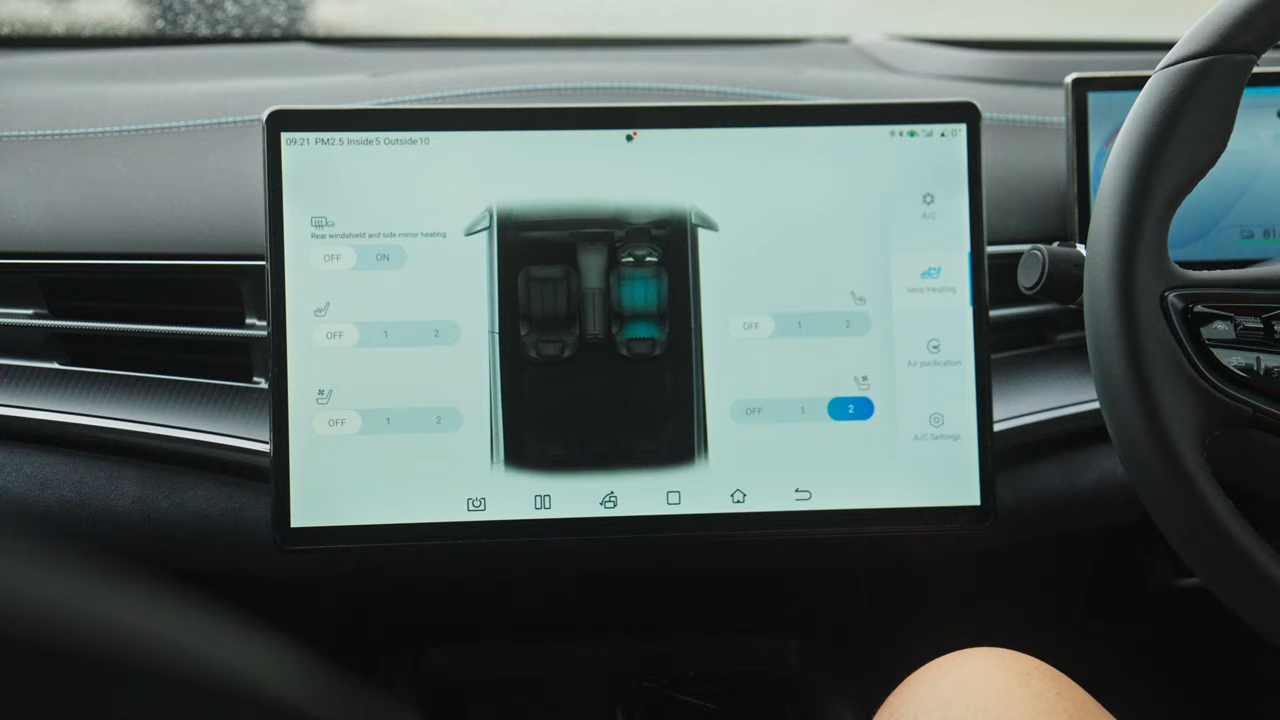 09:21 PM2.5 Inside 5 Outside 10
0°
Rear windshield and side mirror heating
OFF ON
OFF 1 2
OFF 1 2
OFF 1 2
OFF 1 2
A/C
Vent/Heating
Air purification
A/C Settings